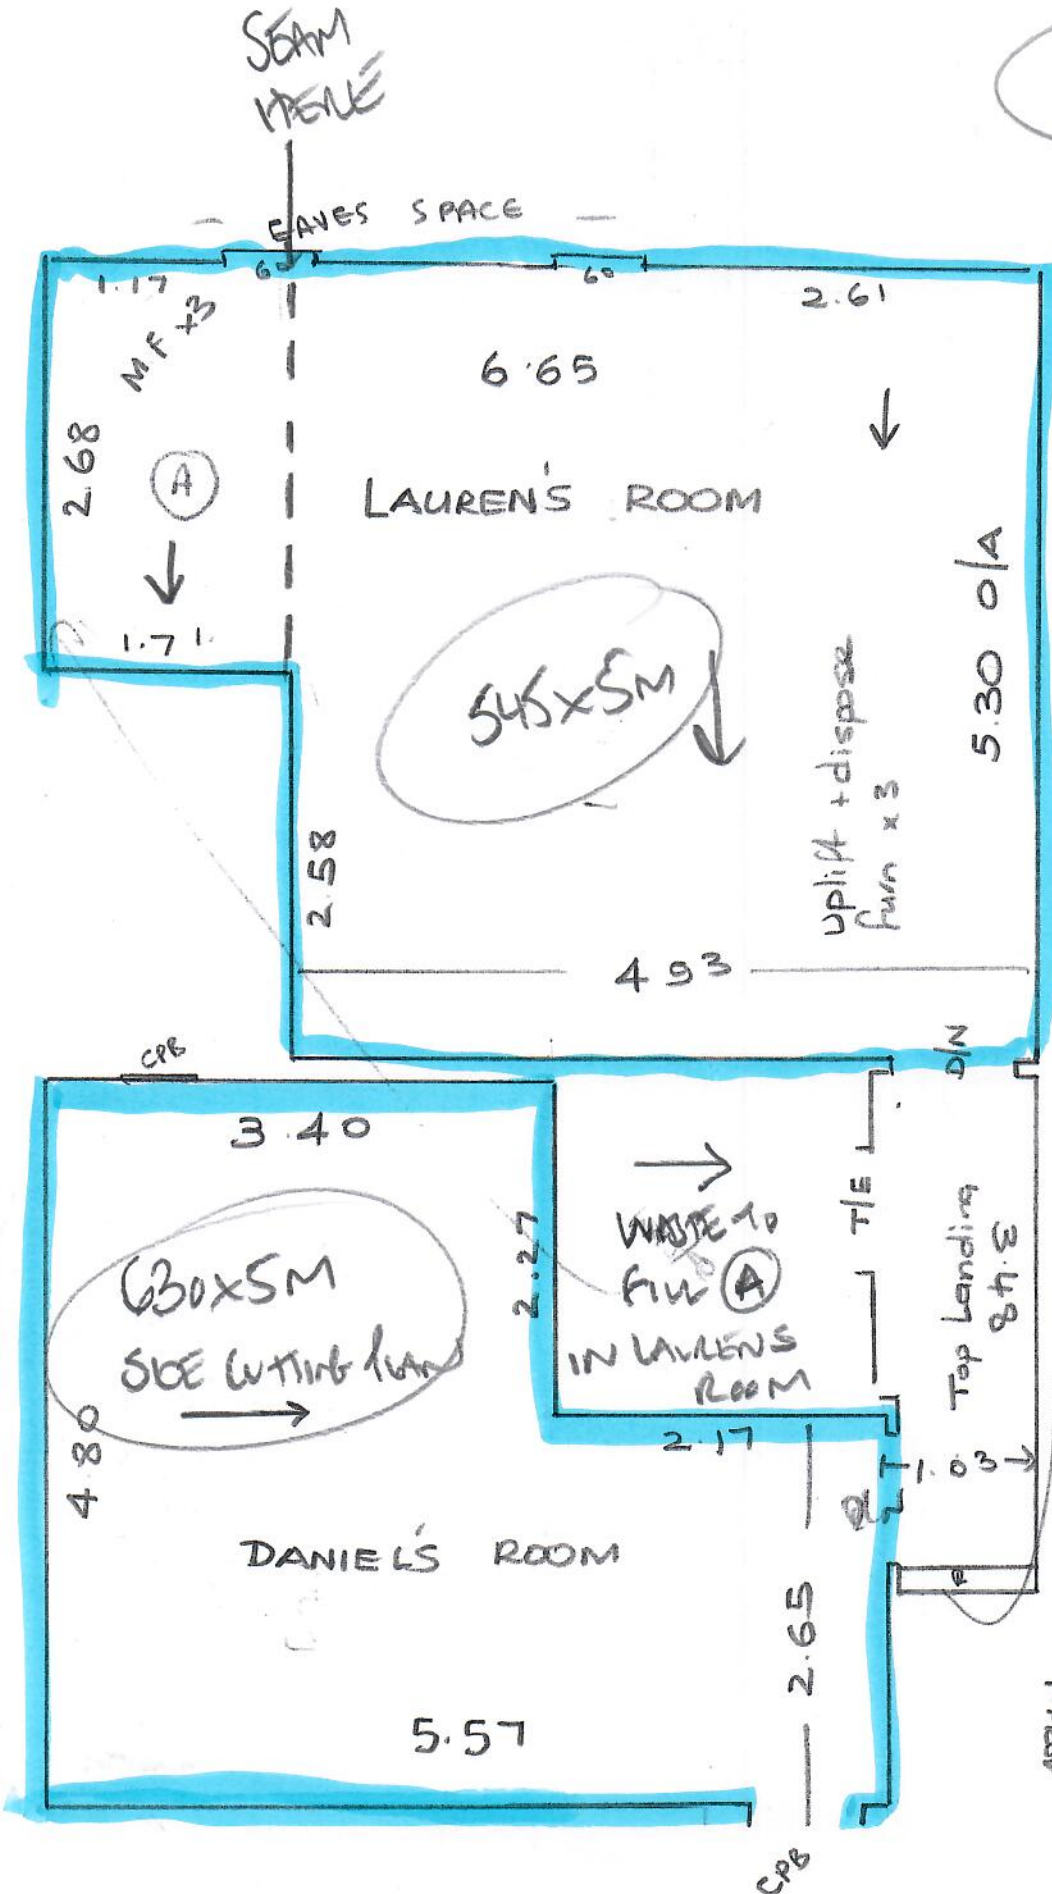 SEAM
HERE
EAVES SPACE
1.17
60
60
2.61
MF x3
6.65
2.68
A
LAUREN'S ROOM
1.71
545x5M
5.30 O/A
uplift + dispose
furn x3
2.58
4.93
D/N
CPB
3.40
T/E
WASTE TO
FILL A
IN LAURENS
ROOM
2.27
630x5M
SIDE CUTTING PLAN
Top Landing
3.48
4.80
2.17
1.03
DANIEL'S ROOM
2.65
5.57
CPB